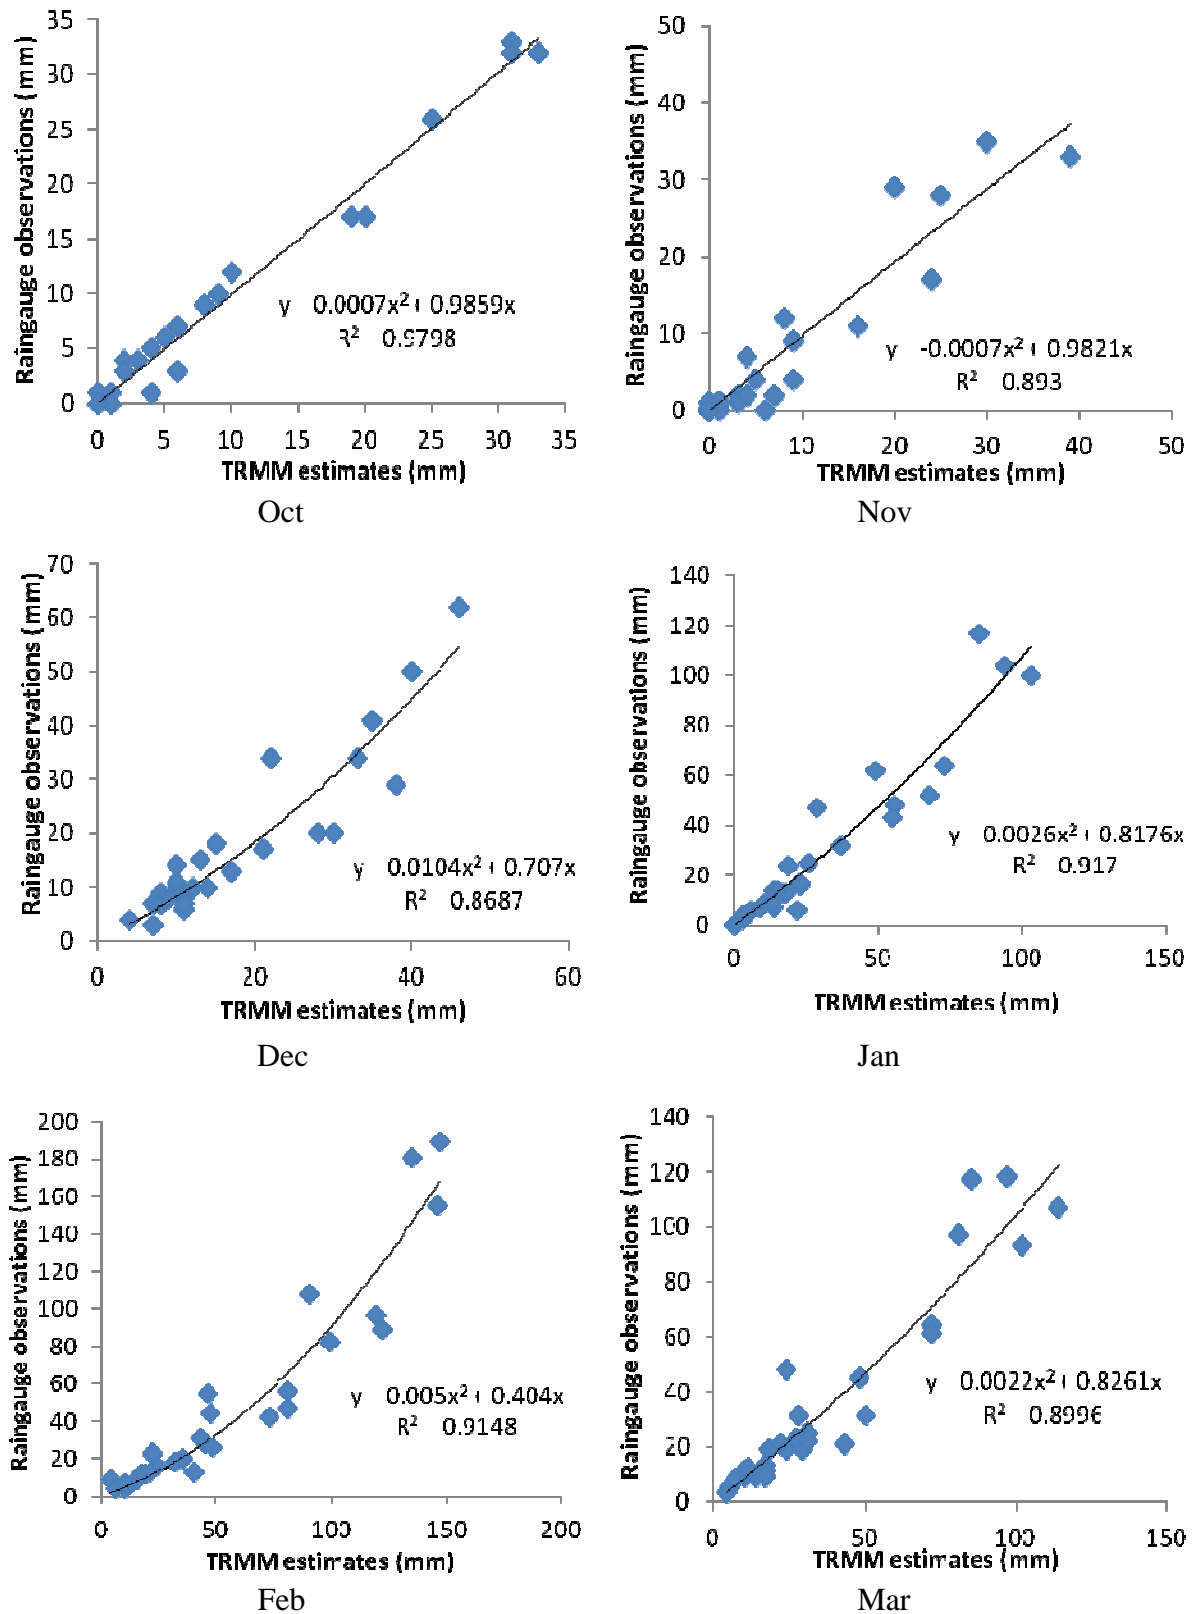 35
30
25
20
15
10
5
0
Raingauge observations (mm)
y 0.0007x² + 0.9859x
R² 0.9798
0 5 10 15 20 25 30 35
TRMM estimates (mm)
Oct
50
40
30
20
10
0
Raingauge observations (mm)
y -0.0007x² + 0.9821x
R² 0.893
0 10 20 30 40 50
TRMM estimates (mm)
Nov
70
60
50
40
30
20
10
0
Raingauge observations (mm)
y 0.0104x² + 0.707x
R² 0.8687
0 20 40 60
TRMM estimates (mm)
Dec
140
120
100
80
60
40
20
0
Raingauge observations (mm)
y 0.0026x² + 0.8176x
R² 0.917
0 50 100 150
TRMM estimates (mm)
Jan
200
180
160
140
120
100
80
60
40
20
0
Raingauge observations (mm)
y 0.005x² + 0.404x
R² 0.9148
0 50 100 150 200
TRMM estimates (mm)
Feb
140
120
100
80
60
40
20
0
Raingauge observations (mm)
y 0.0022x² + 0.8261x
R² 0.8996
0 50 100 150
TRMM estimates (mm)
Mar